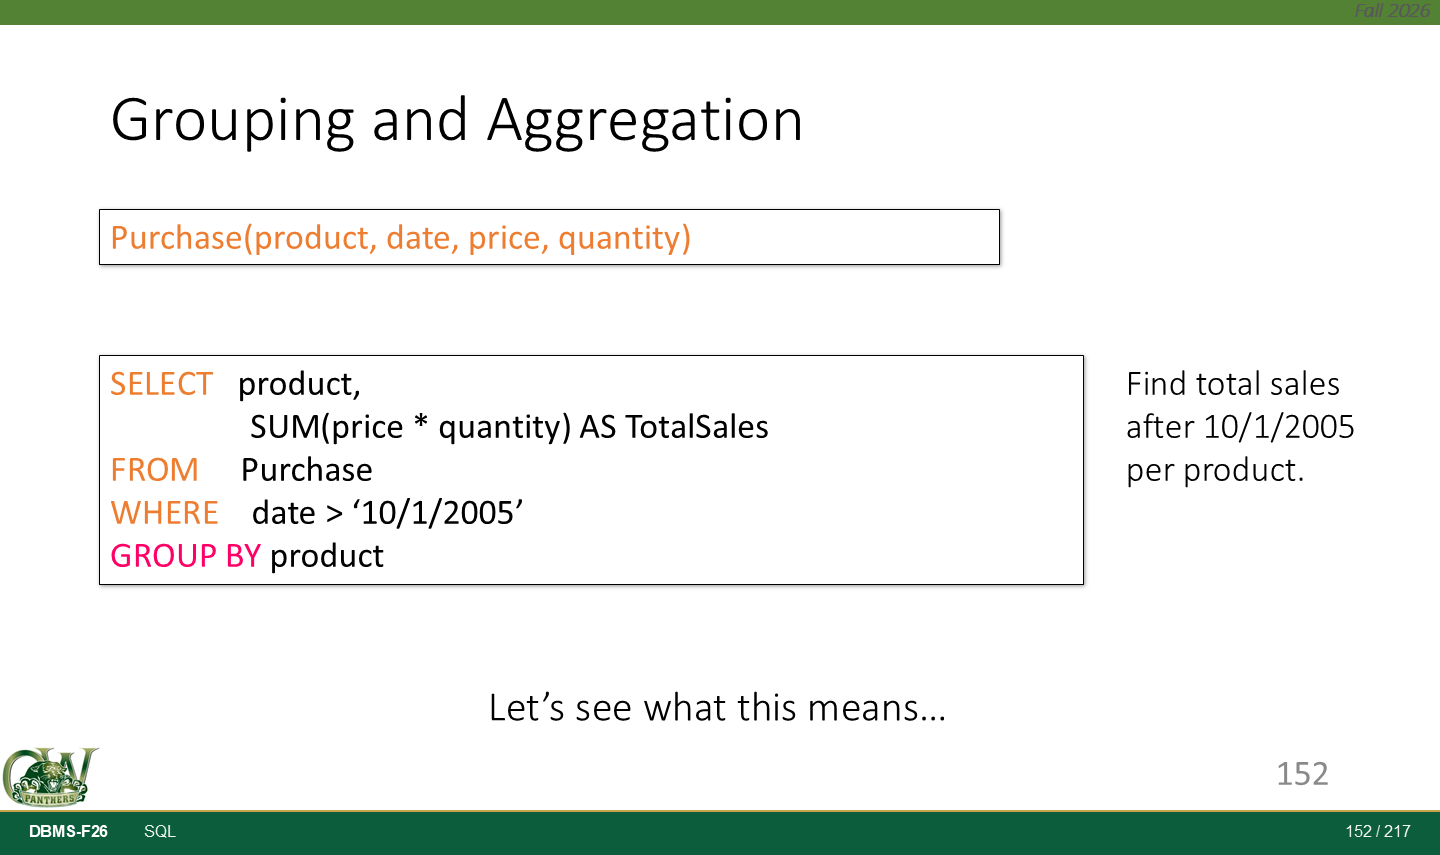 Fall 2026
Grouping and Aggregation
Purchase(product, date, price, quantity)
SELECT product,
SUM(price * quantity) AS TotalSales
FROM Purchase
WHERE date > ‘10/1/2005’
GROUP BY product
Find total sales
after 10/1/2005
per product.
Let’s see what this means…
OW
PANTHERS
152
DBMS-F26 SQL 152 / 217